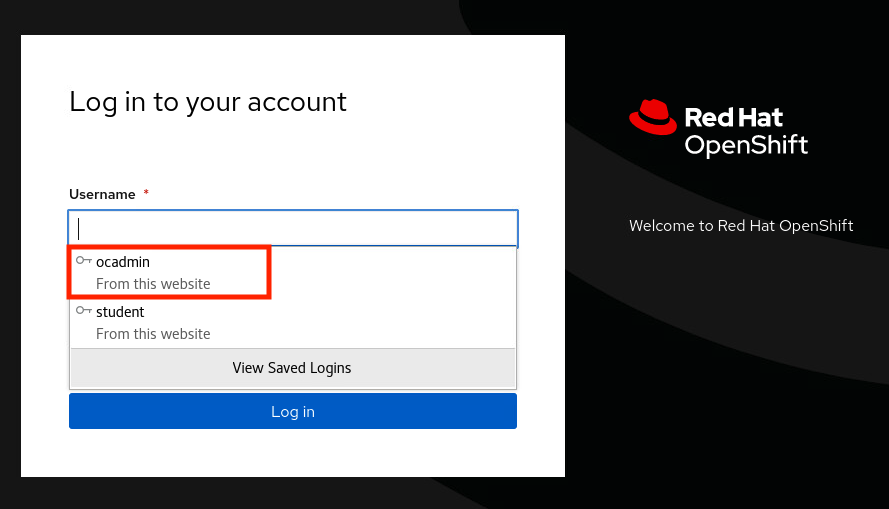 Log in to your account
Username *
ocadmin
From this website
student
From this website
View Saved Logins
Log in
Red Hat
OpenShift
Welcome to Red Hat OpenShift